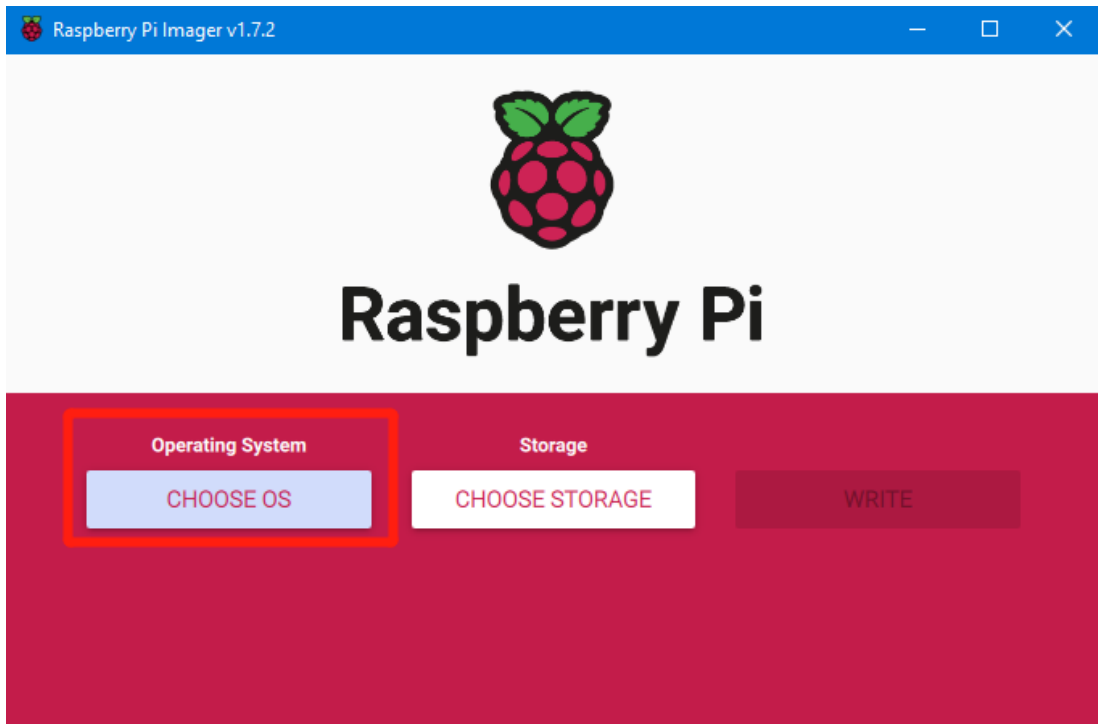 Raspberry Pi Imager v1.7.2
Raspberry Pi
Operating System
Storage
CHOOSE OS
CHOOSE STORAGE
WRITE